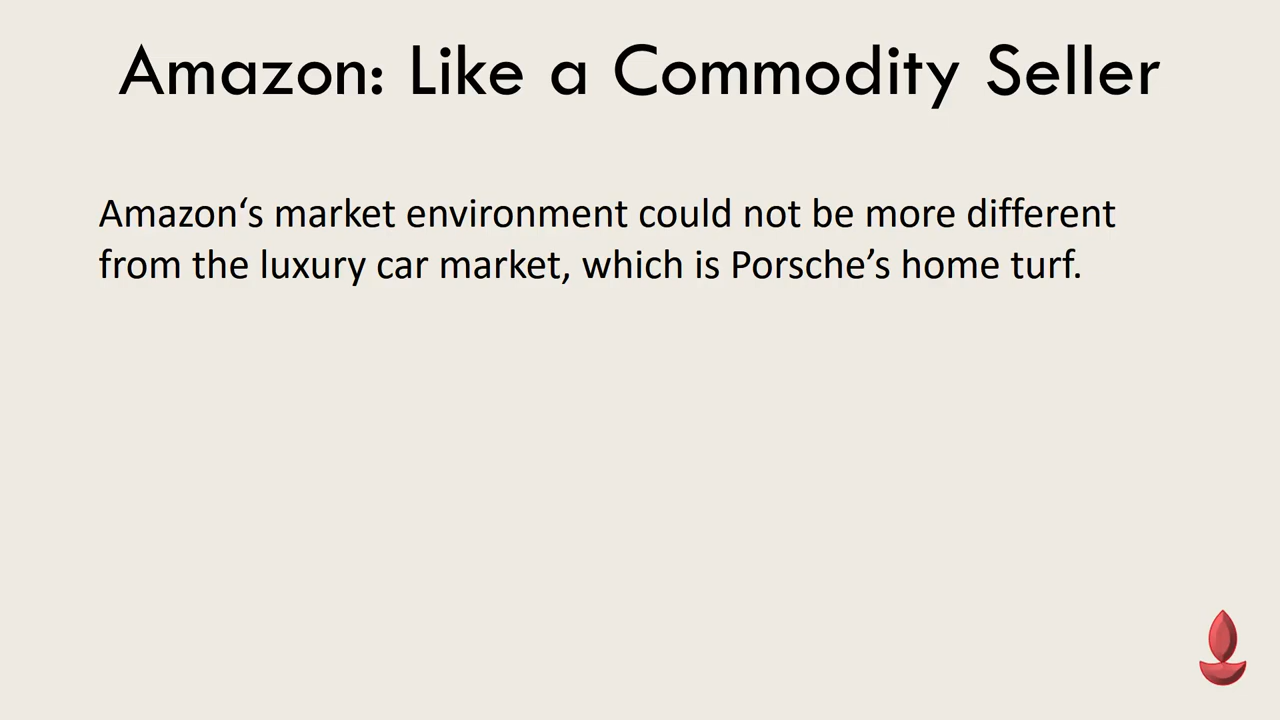 Amazon: Like a Commodity Seller
Amazon‘s market environment could not be more different
from the luxury car market, which is Porsche’s home turf.